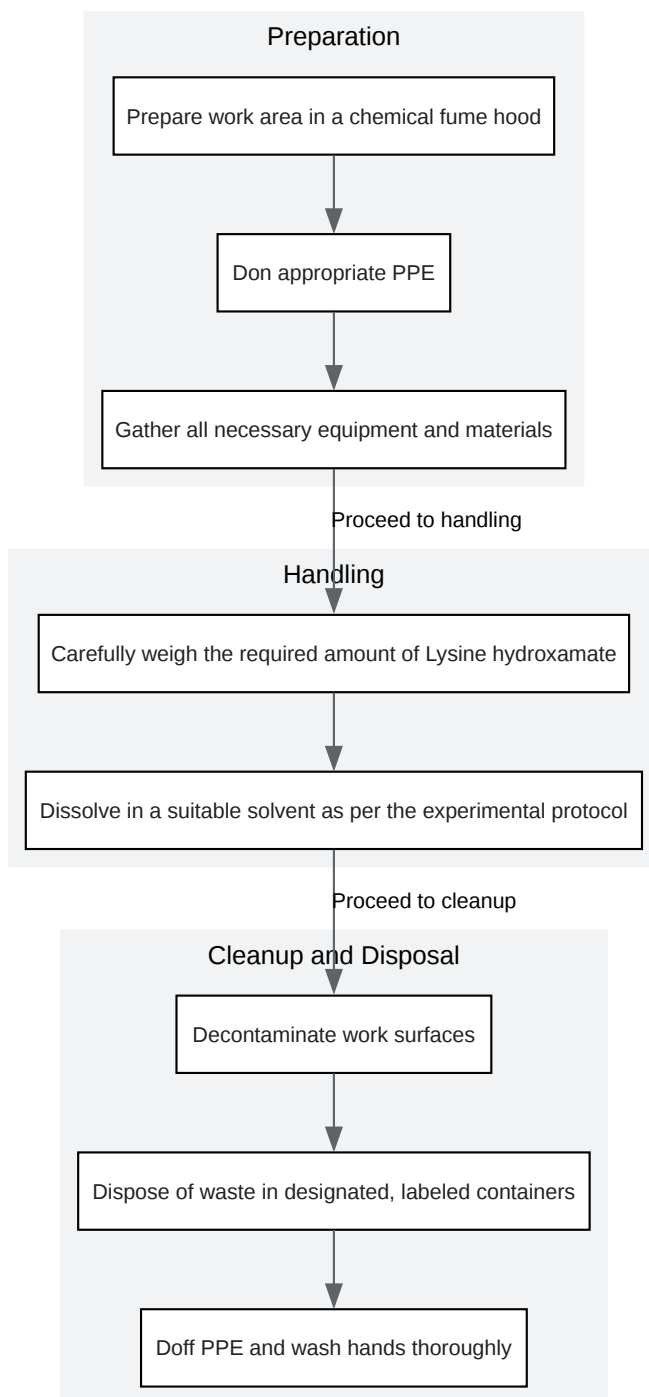 Preparation
Prepare work area in a chemical fume hood
Don appropriate PPE
Gather all necessary equipment and materials
Proceed to handling
Handling
Carefully weigh the required amount of Lysine hydroxamate
Dissolve in a suitable solvent as per the experimental protocol
Proceed to cleanup
Cleanup and Disposal
Decontaminate work surfaces
Dispose of waste in designated, labeled containers
Doff PPE and wash hands thoroughly